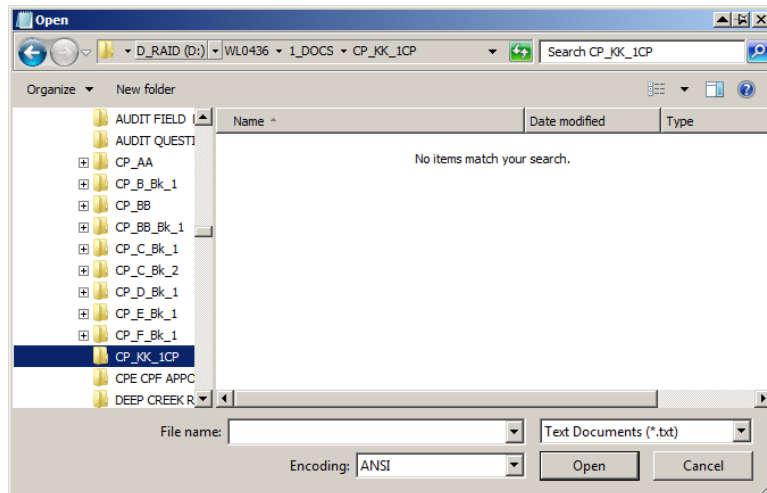 Open
D_RAID (D:) WL0436 1_DOCS CP_KK_1CP Search CP_KK_1CP
Organize New folder
Name Date modified Type
No items match your search.
AUDIT FIELD
AUDIT QUESTI
CP_AA
CP_B_Bk_1
CP_BB
CP_BB_Bk_1
CP_C_Bk_1
CP_C_Bk_2
CP_D_Bk_1
CP_E_Bk_1
CP_F_Bk_1
CP_KK_1CP
CPE CPF APPC
DEEP CREEK R
File name: Text Documents (*.txt)
Encoding: ANSI Open Cancel